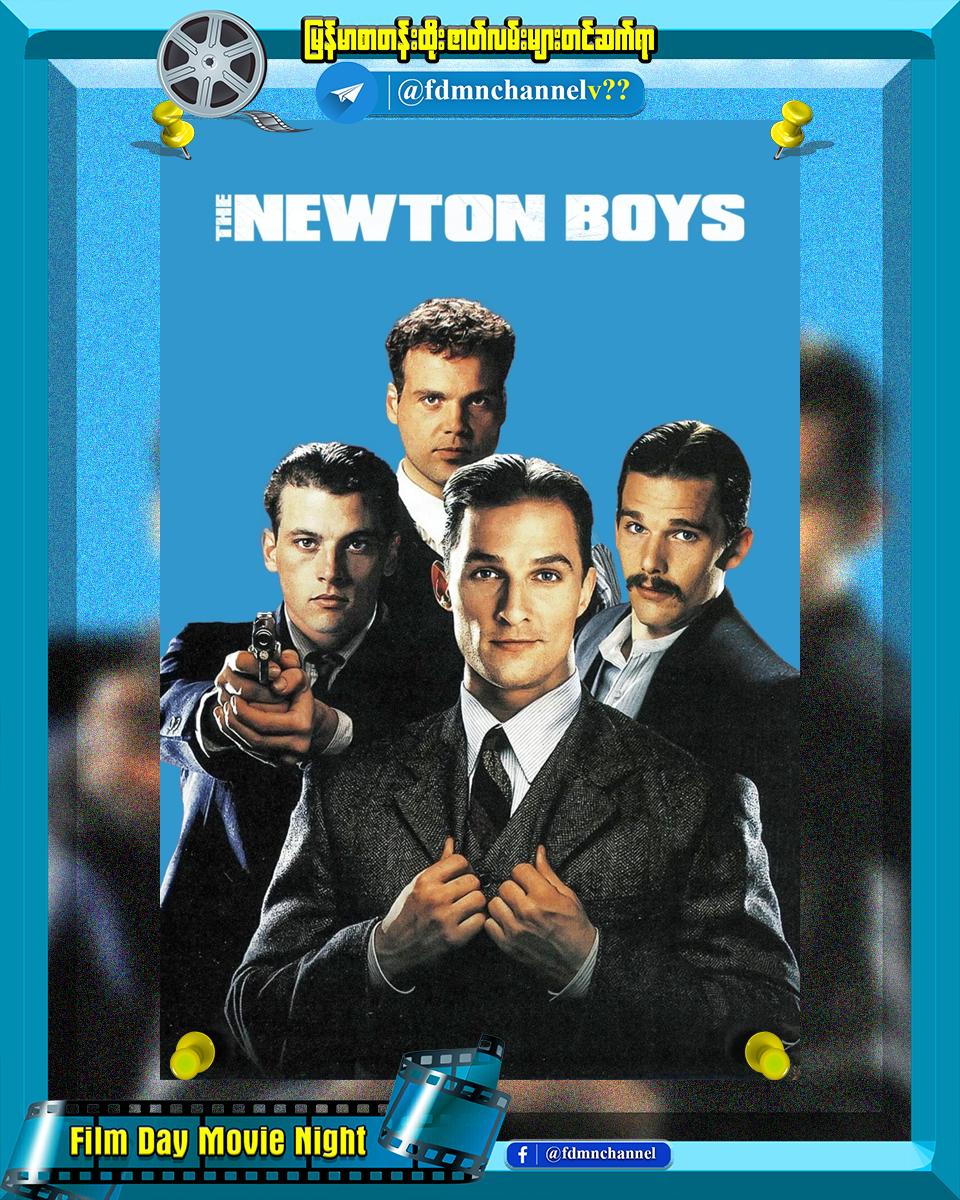 မြန်မာစာတန်းထိုးဇာတ်လမ်းများတင်ဆက်ရာ
@fdmnchannelv??
THE NEWTON BOYS
Film Day Movie Night
@fdmnchannel